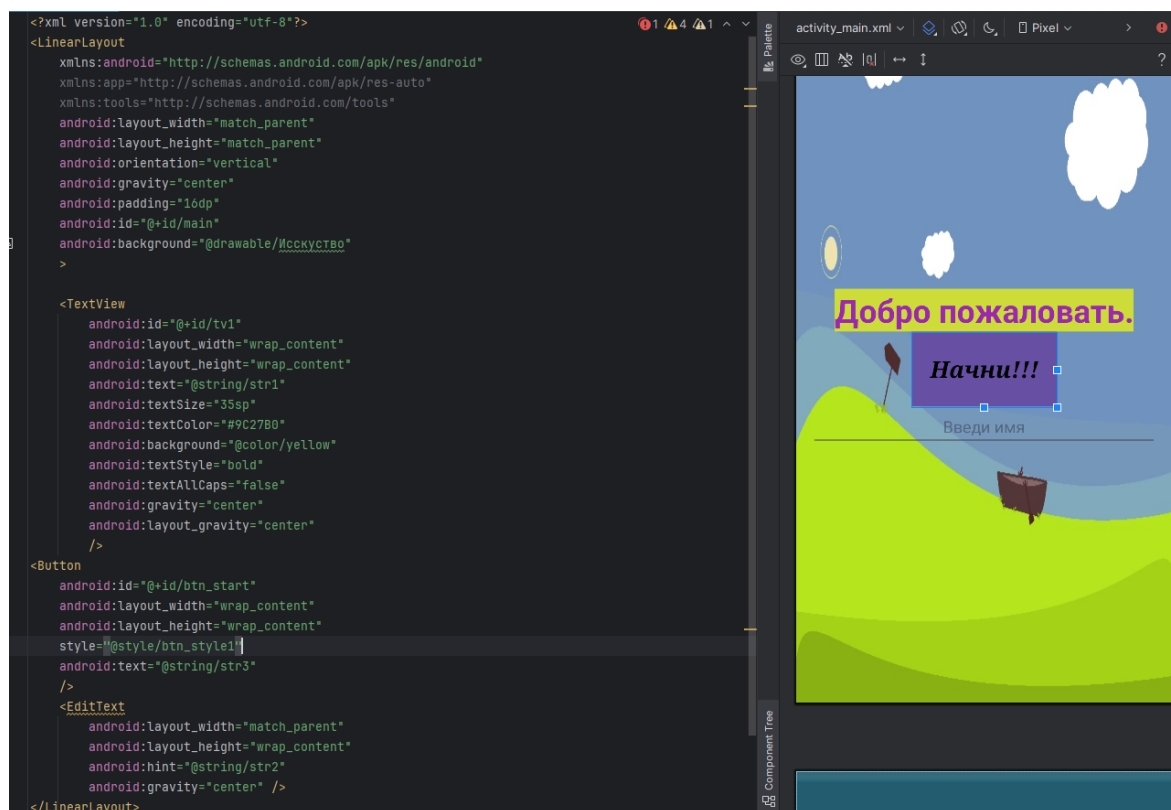 <?xml version="1.0" encoding="utf-8"?>
1 4 1
<LinearLayout
xmlns:android="http://schemas.android.com/apk/res/android"
xmlns:app="http://schemas.android.com/apk/res-auto"
xmlns:tools="http://schemas.android.com/tools"
android:layout_width="match_parent"
android:layout_height="match_parent"
android:orientation="vertical"
android:gravity="center"
android:padding="16dp"
android:id="@+id/main"
android:background="@drawable/Исскуство"
>
<TextView
android:id="@+id/tv1"
android:layout_width="wrap_content"
android:layout_height="wrap_content"
android:text="@string/str1"
android:textSize="35sp"
android:textColor="#9C27B0"
android:background="@color/yellow"
android:textStyle="bold"
android:textAllCaps="false"
android:gravity="center"
android:layout_gravity="center"
/>
<Button
android:id="@+id/btn_start"
android:layout_width="wrap_content"
android:layout_height="wrap_content"
style="@style/btn_style1"
android:text="@string/str3"
/>
<EditText
android:layout_width="match_parent"
android:layout_height="wrap_content"
android:hint="@string/str2"
android:gravity="center" />
</LinearLayout>
Palette
Component Tree
activity_main.xml
Pixel
?
Добро пожаловать.
Начни!!!
Введи имя